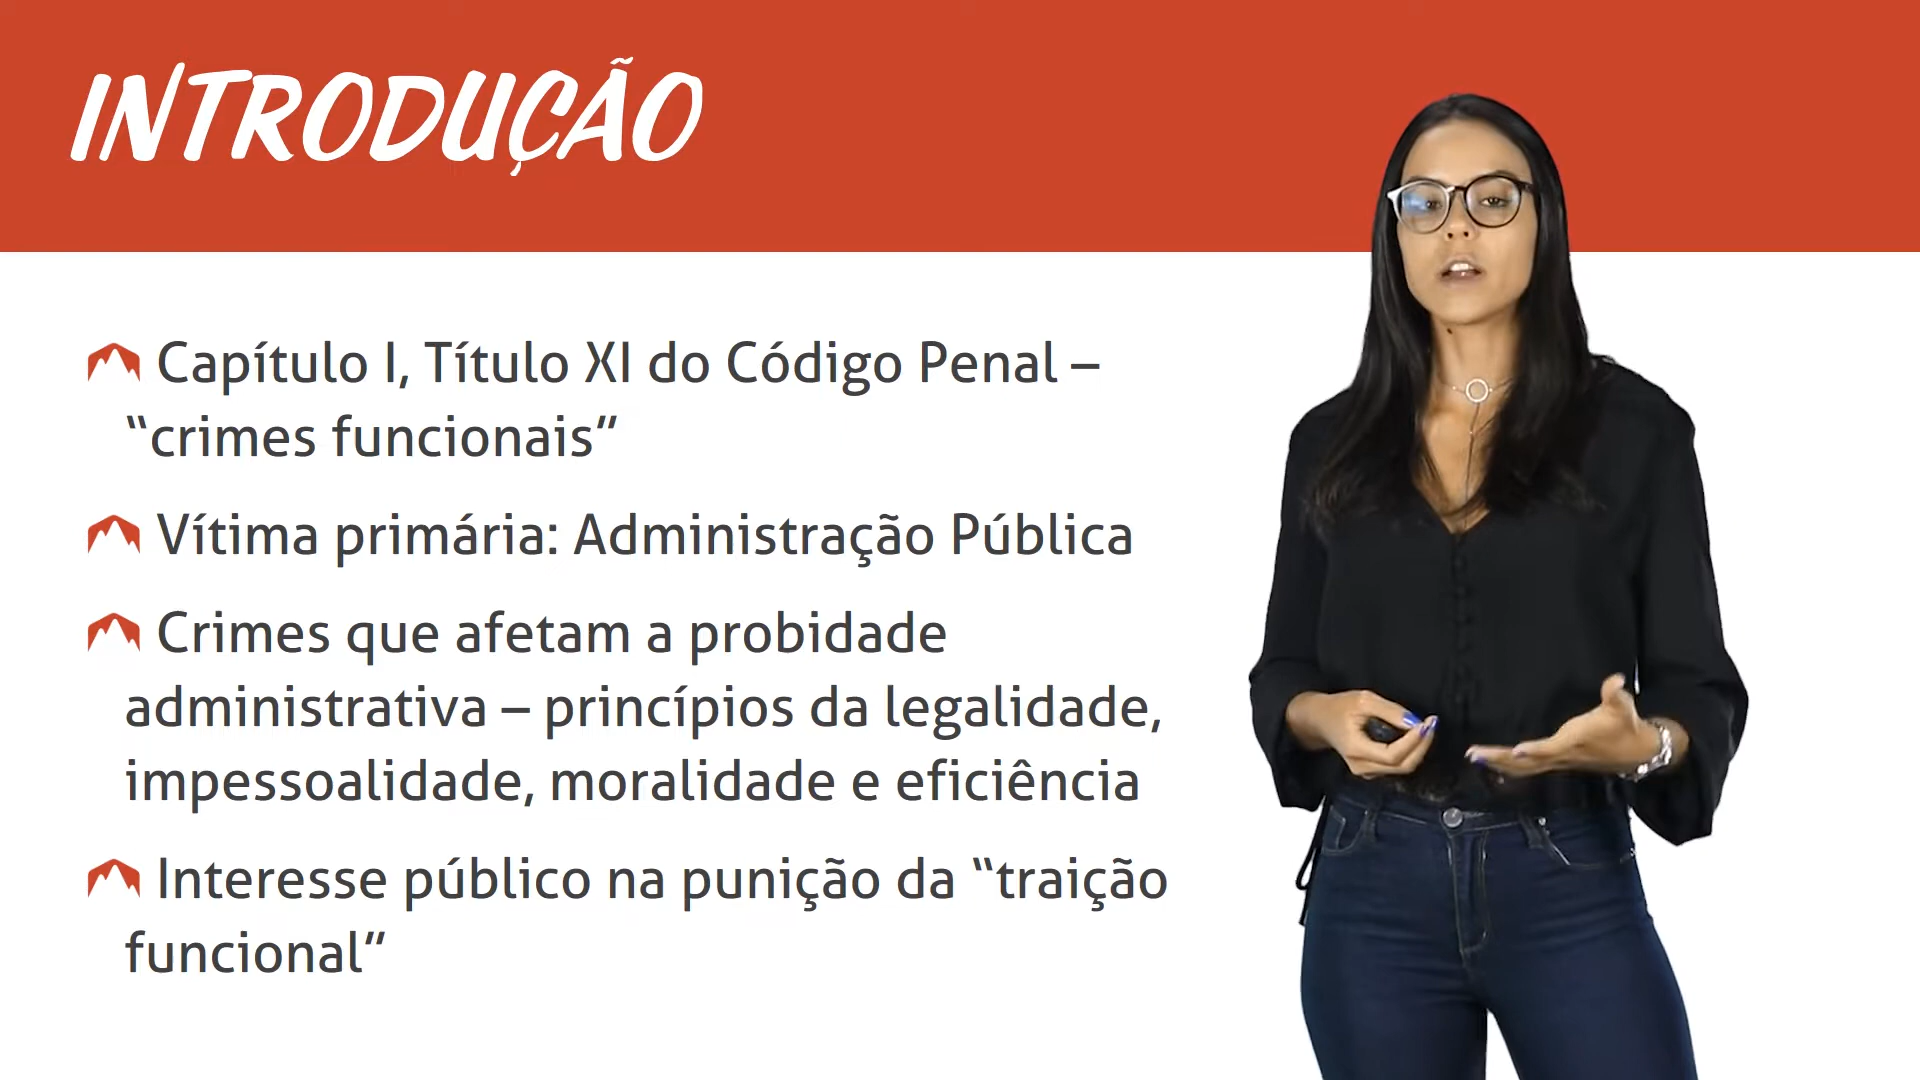 INTRODUÇÃO
Capítulo I, Título XI do Código Penal –
“crimes funcionais”
Vítima primária: Administração Pública
Crimes que afetam a probidade
administrativa – princípios da legalidade,
impessoalidade, moralidade e eficiência
Interesse público na punição da “traição
funcional”